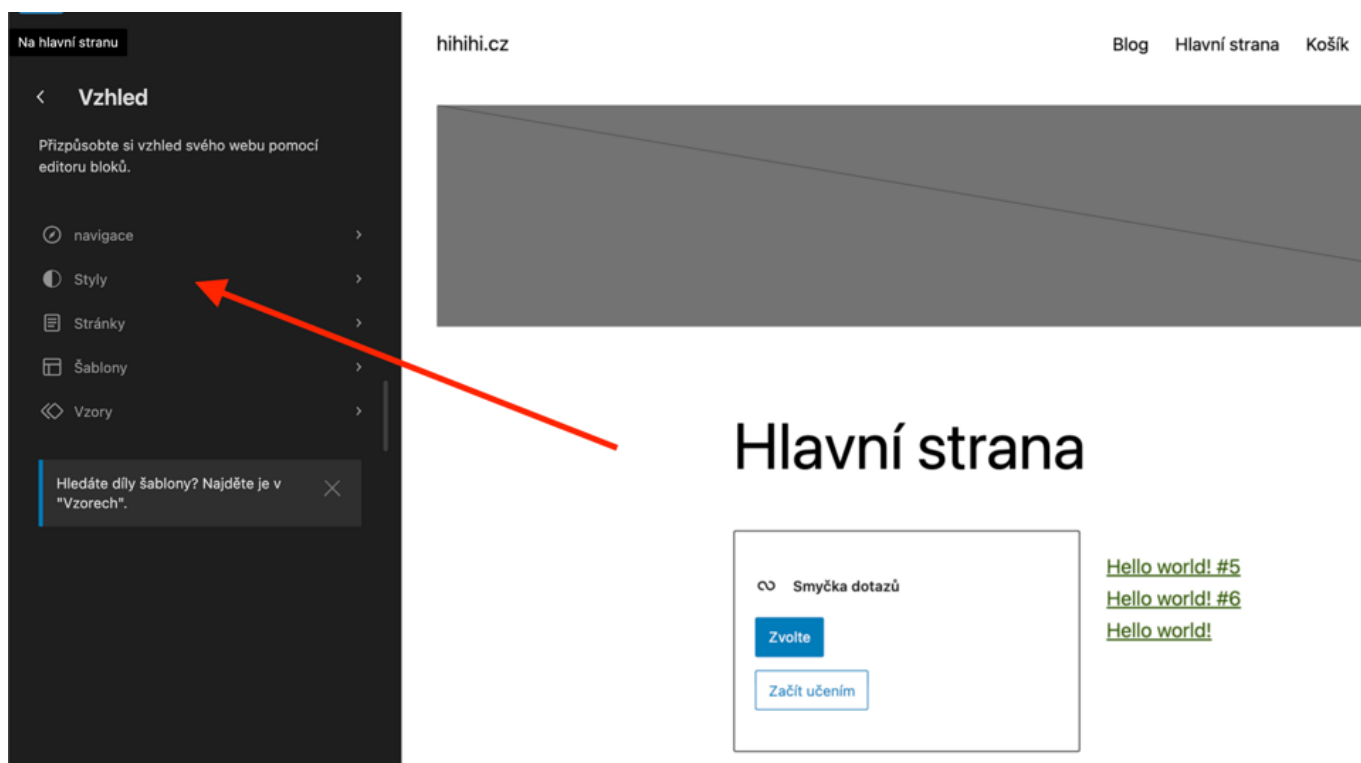 Na hlavní stranu
Vzhled
Přizpůsobte si vzhled svého webu pomocí
editoru bloků.
navigace
Styly
Stránky
Šablony
Vzory
Hledáte díly šablony? Najděte je v
"Vzorech".
hihihi.cz
Blog Hlavní strana Košík
Hlavní strana
Smyčka dotazů
Zvolte
Začít učením
Hello world! #5
Hello world! #6
Hello world!